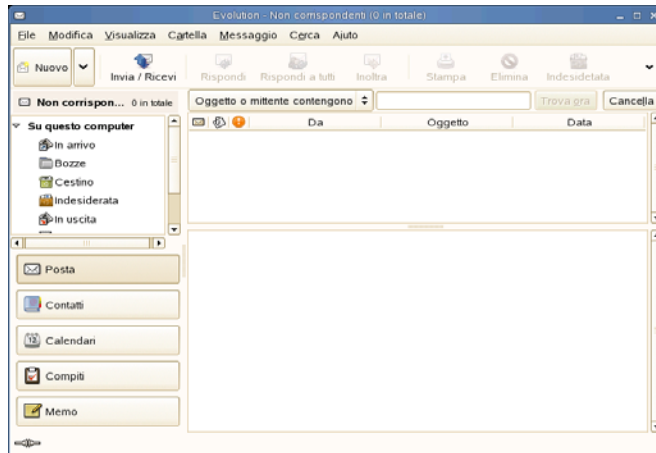 Evolution - Non corrispondenti (0 in totale)
File Modifica Visualizza Cartella Messaggio Cerca Aiuto
Nuovo Invia / Ricevi Rispondi Rispondi a tutti Inoltra Stampa Elimina Indesiderata
Non corrispon... 0 in totale Oggetto o mittente contengono Trova ora Cancella
Su questo computer Da Oggetto Data
In arrivo
Bozze
Cestino
Indesiderata
In uscita
Posta
Contatti
12 Calendari
Compiti
Memo